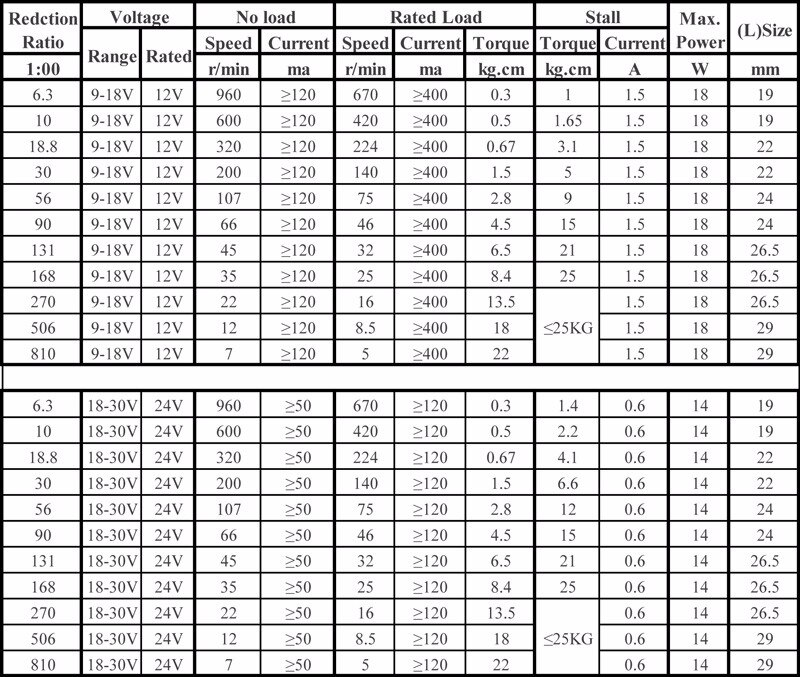 Redction Ratio Voltage No load Rated Load Stall Max. Power (L)Size
Range Rated Speed Current Speed Current Torque Torque Current
1:00 r/min ma r/min ma kg.cm kg.cm A W mm
6.3 9-18V 12V 960 ≥120 670 ≥400 0.3 1 1.5 18 19
10 9-18V 12V 600 ≥120 420 ≥400 0.5 1.65 1.5 18 19
18.8 9-18V 12V 320 ≥120 224 ≥400 0.67 3.1 1.5 18 22
30 9-18V 12V 200 ≥120 140 ≥400 1.5 5 1.5 18 22
56 9-18V 12V 107 ≥120 75 ≥400 2.8 9 1.5 18 24
90 9-18V 12V 66 ≥120 46 ≥400 4.5 15 1.5 18 24
131 9-18V 12V 45 ≥120 32 ≥400 6.5 21 1.5 18 26.5
168 9-18V 12V 35 ≥120 25 ≥400 8.4 25 1.5 18 26.5
270 9-18V 12V 22 ≥120 16 ≥400 13.5 1.5 18 26.5
506 9-18V 12V 12 ≥120 8.5 ≥400 18 ≤25KG 1.5 18 29
810 9-18V 12V 7 ≥120 5 ≥400 22 1.5 18 29
6.3 18-30V 24V 960 ≥50 670 ≥120 0.3 1.4 0.6 14 19
10 18-30V 24V 600 ≥50 420 ≥120 0.5 2.2 0.6 14 19
18.8 18-30V 24V 320 ≥50 224 ≥120 0.67 4.1 0.6 14 22
30 18-30V 24V 200 ≥50 140 ≥120 1.5 6.6 0.6 14 22
56 18-30V 24V 107 ≥50 75 ≥120 2.8 12 0.6 14 24
90 18-30V 24V 66 ≥50 46 ≥120 4.5 15 0.6 14 24
131 18-30V 24V 45 ≥50 32 ≥120 6.5 21 0.6 14 26.5
168 18-30V 24V 35 ≥50 25 ≥120 8.4 25 0.6 14 26.5
270 18-30V 24V 22 ≥50 16 ≥120 13.5 0.6 14 26.5
506 18-30V 24V 12 ≥50 8.5 ≥120 18 ≤25KG 0.6 14 29
810 18-30V 24V 7 ≥50 5 ≥120 22 0.6 14 29